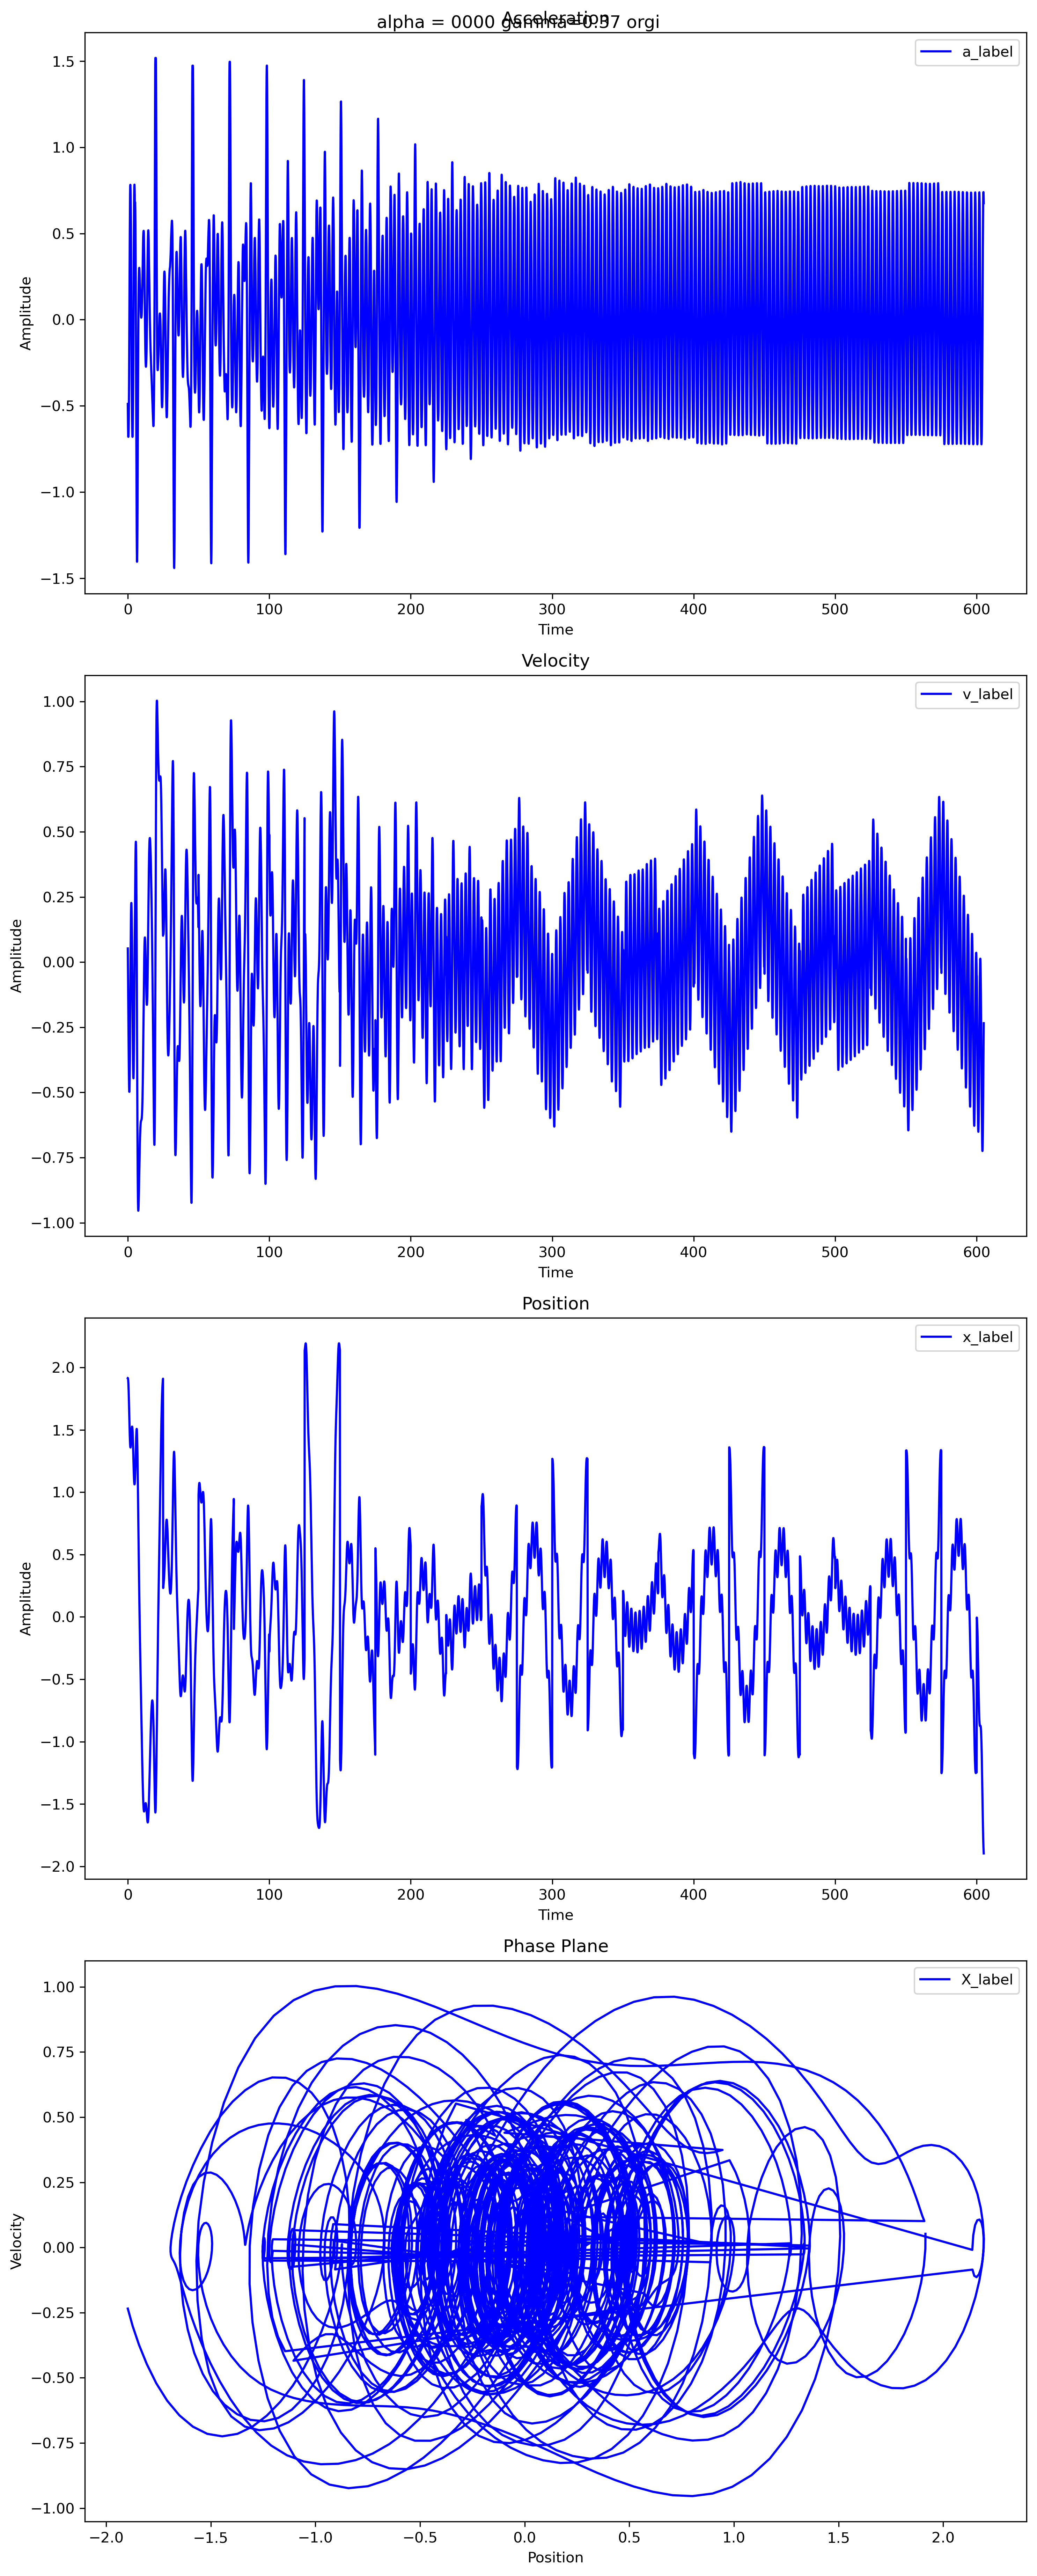 Acceleration
alpha = 0000 gamma=0.37 orgi
a_label
1.5
1.0
0.5
0.0
−0.5
−1.0
−1.5
Amplitude
0 100 200 300 400 500 600
Time
Velocity
v_label
1.00
0.75
0.50
0.25
0.00
−0.25
−0.50
−0.75
−1.00
Amplitude
0 100 200 300 400 500 600
Time
Position
x_label
2.0
1.5
1.0
0.5
0.0
−0.5
−1.0
−1.5
−2.0
Amplitude
0 100 200 300 400 500 600
Time
Phase Plane
X_label
1.00
0.75
0.50
0.25
0.00
−0.25
−0.50
−0.75
−1.00
Velocity
−2.0 −1.5 −1.0 −0.5 0.0 0.5 1.0 1.5 2.0
Position